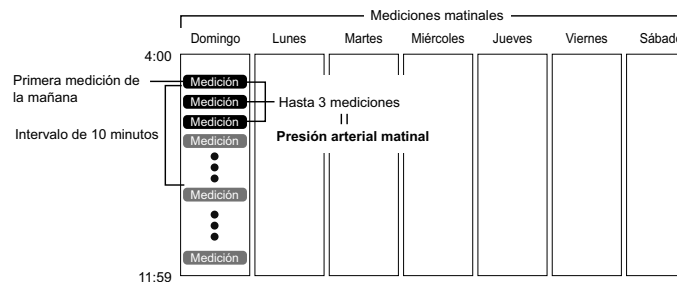 Mediciones matinales
Domingo Lunes Martes Miércoles Jueves Viernes Sábado
4:00
Primera medición de
la mañana
Medición
Medición
Hasta 3 mediciones
Medición
Presión arterial matinal
Intervalo de 10 minutos
Medición
Medición
Medición
11:59